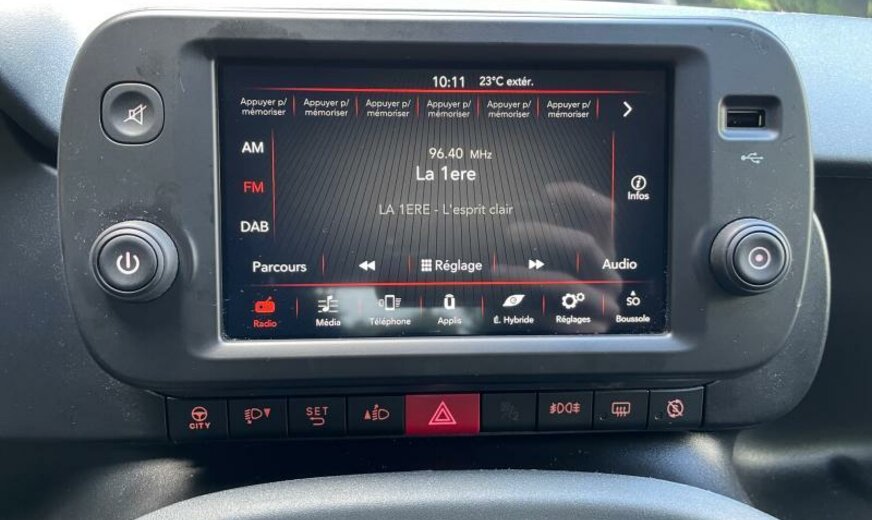 10:11 23°C extér.
Appuyer p/ mémoriser
Appuyer p/ mémoriser
Appuyer p/ mémoriser
Appuyer p/ mémoriser
Appuyer p/ mémoriser
Appuyer p/ mémoriser
AM
FM
DAB
96.40 MHz
La 1ere
LA 1ERE - L'esprit clair
Infos
Parcours
Réglage
Audio
Radio
Média
Téléphone
Applis
É. Hybride
Réglages
SO
Boussole
CITY
SET